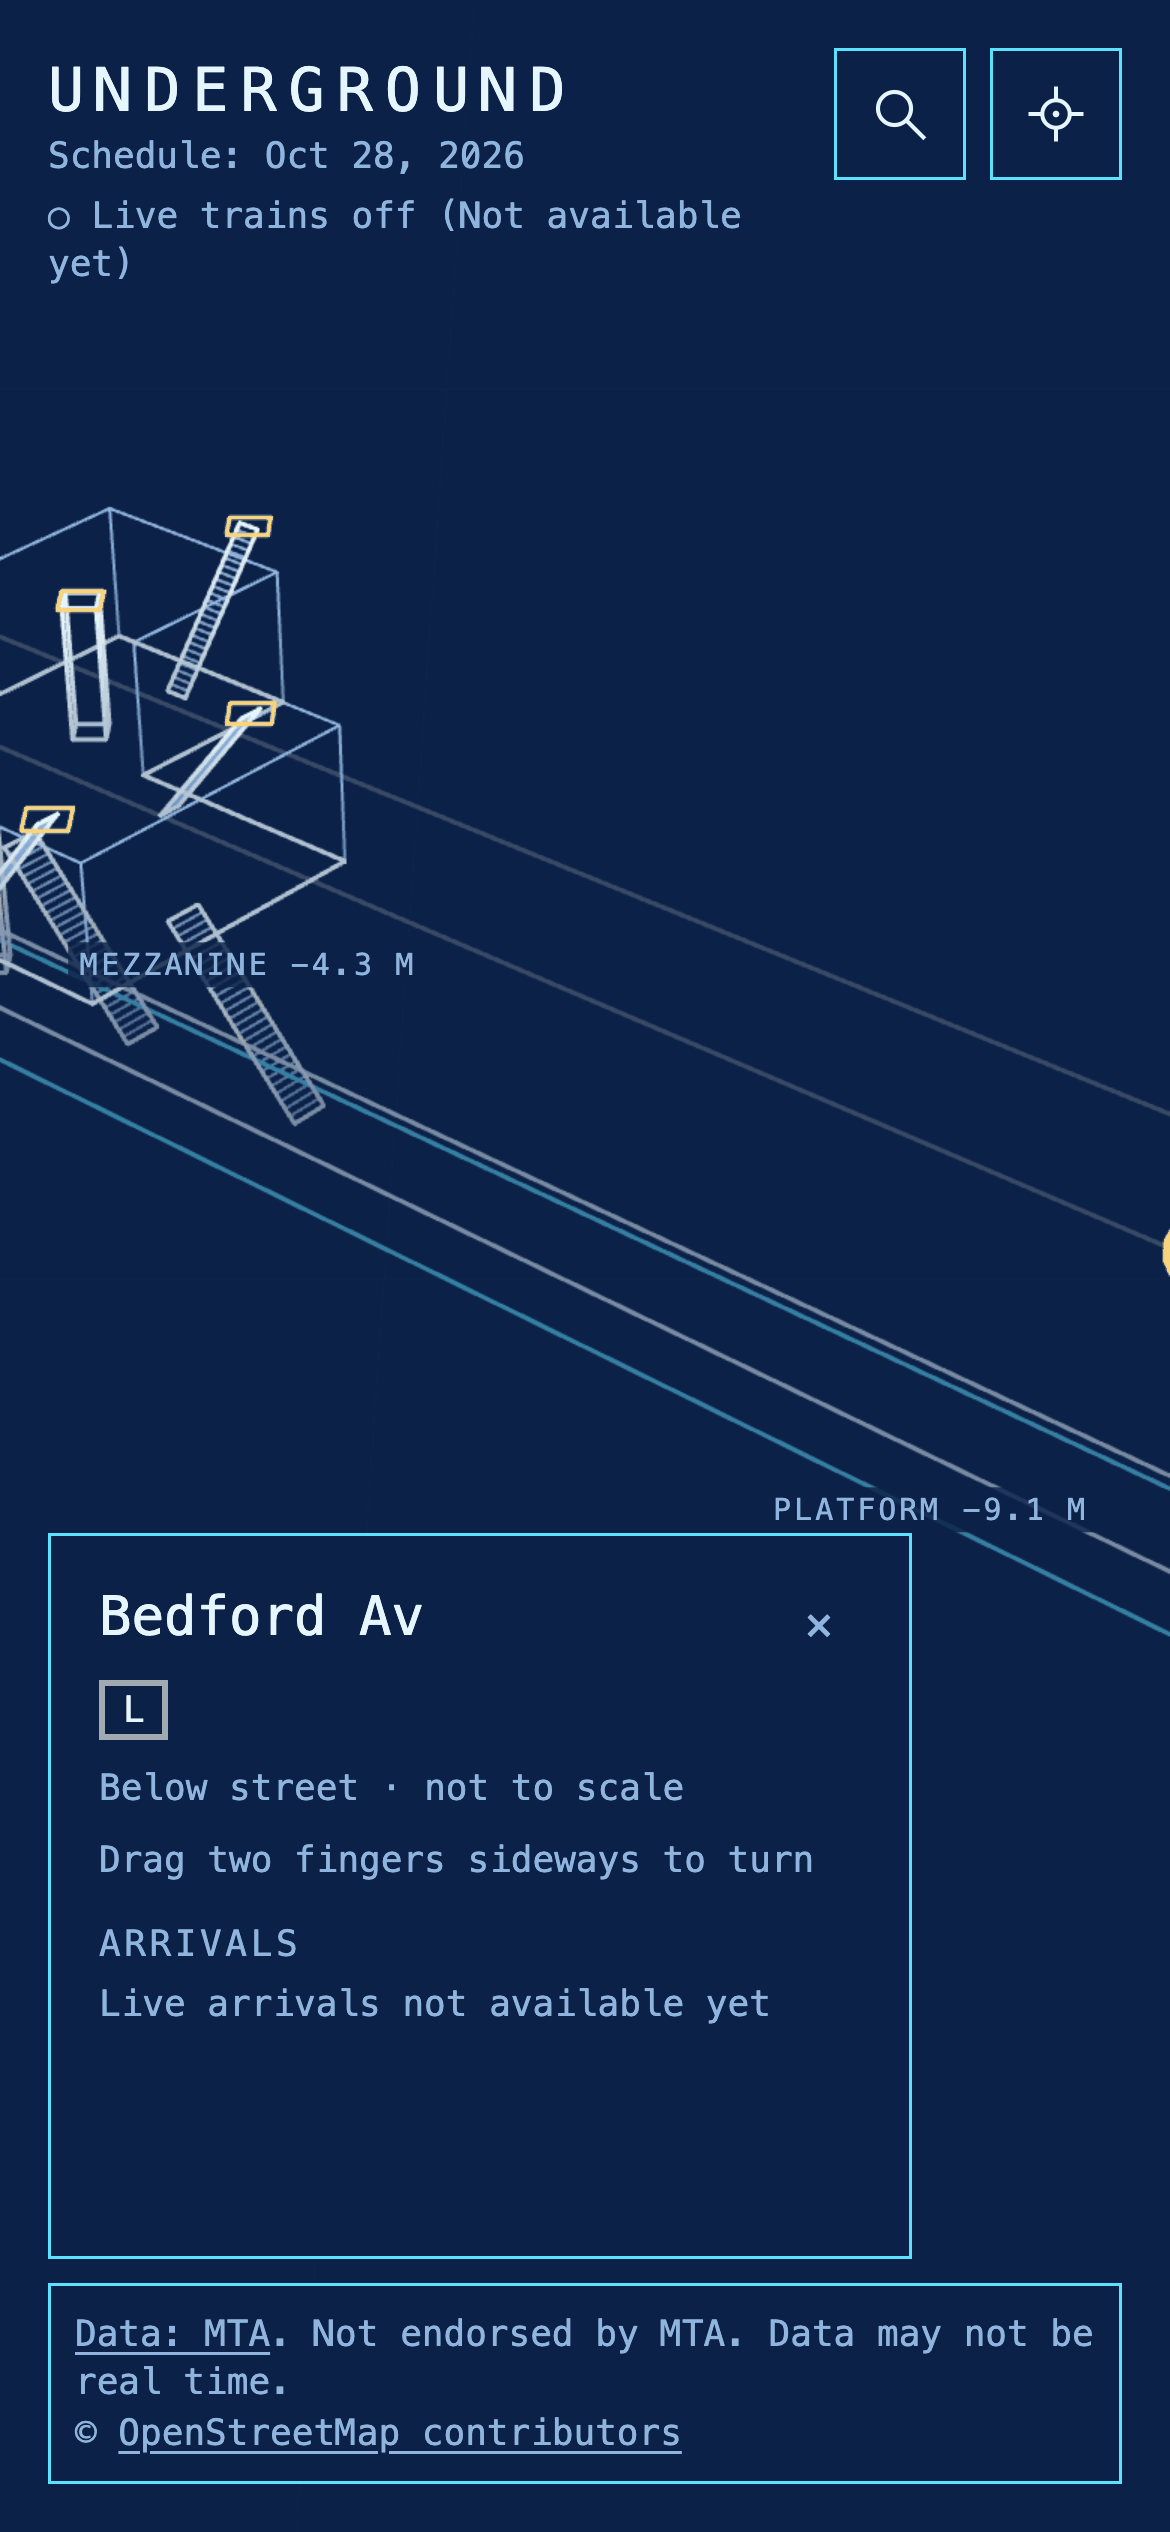 UNDERGROUND
Schedule: Oct 28, 2026
○ Live trains off (Not available
yet)
MEZZANINE −4.3 M
PLATFORM −9.1 M
Bedford Av
×
L
Below street · not to scale
Drag two fingers sideways to turn
ARRIVALS
Live arrivals not available yet
Data: MTA. Not endorsed by MTA. Data may not be
real time.
© OpenStreetMap contributors